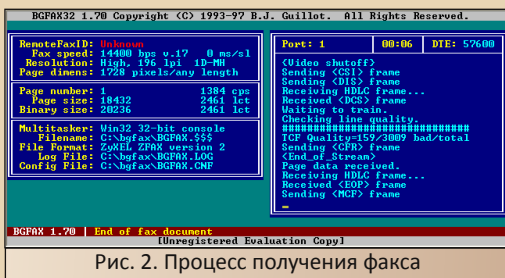 BGFAX32 1.70 Copyright (C) 1993-97 B.J. Guillot. All Rights Reserved.
RemoteFaxID: Unknown
Fax speed: 14400 bps v.17 0 ms/sl
Resolution: High, 196 lpi 1D-MH
Page dimens: 1728 pixels/any length
Page number: 1 1384 cps
Page size: 18432 2461 lct
Binary size: 20236 2461 lct
Multitasker: Win32 32-bit console
Filename: C:\bgfax\BGFAX.$$$
File Format: ZyXEL ZFAX version 2
Log File: C:\bgfax\BGFAX.LOG
Config File: C:\bgfax\BGFAX.CNF
Port: 1 00:06 DTE: 57600
<Video shutoff>
Sending <CSI> frame
Sending <DIS> frame
Receiving HDLC frame...
Received <DCS> frame
Waiting to train.
Checking line quality.
################################
TCF Quality=159/3009 bad/total
Sending <CFR> frame
<End_of_Stream>
Page data received.
Receiving HDLC frame...
Received <EOP> frame
Sending <MCF> frame
BGFAX 1.70 | End of fax document
[Unregistered Evaluation Copy]
Рис. 2. Процесс получения факса